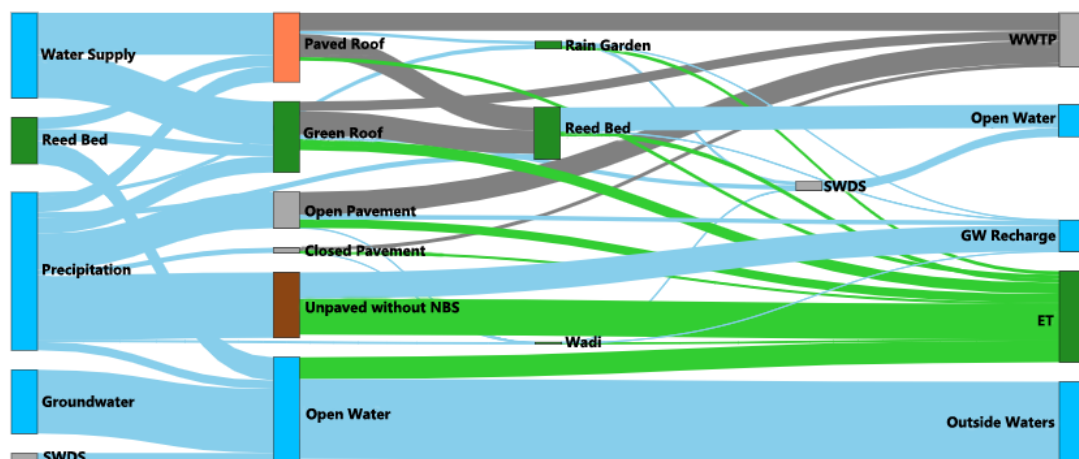 Water Supply
Reed Bed
Precipitation
Groundwater
SWDS
Paved Roof
Green Roof
Open Pavement
Closed Pavement
Unpaved without NBS
Open Water
Rain Garden
Reed Bed
SWDS
Wadi
WWTP
Open Water
GW Recharge
ET
Outside Waters